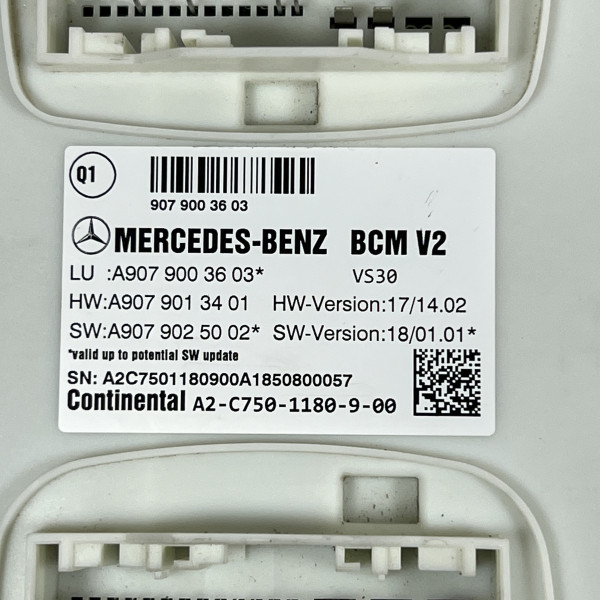 Q1
907 900 36 03
MERCEDES-BENZ BCM V2
LU :A907 900 36 03* VS30
HW:A907 901 34 01 HW-Version:17/14.02
SW:A907 902 50 02* SW-Version:18/01.01*
*valid up to potential SW update
SN: A2C7501180900A1850800057
Continental A2-C750-1180-9-00